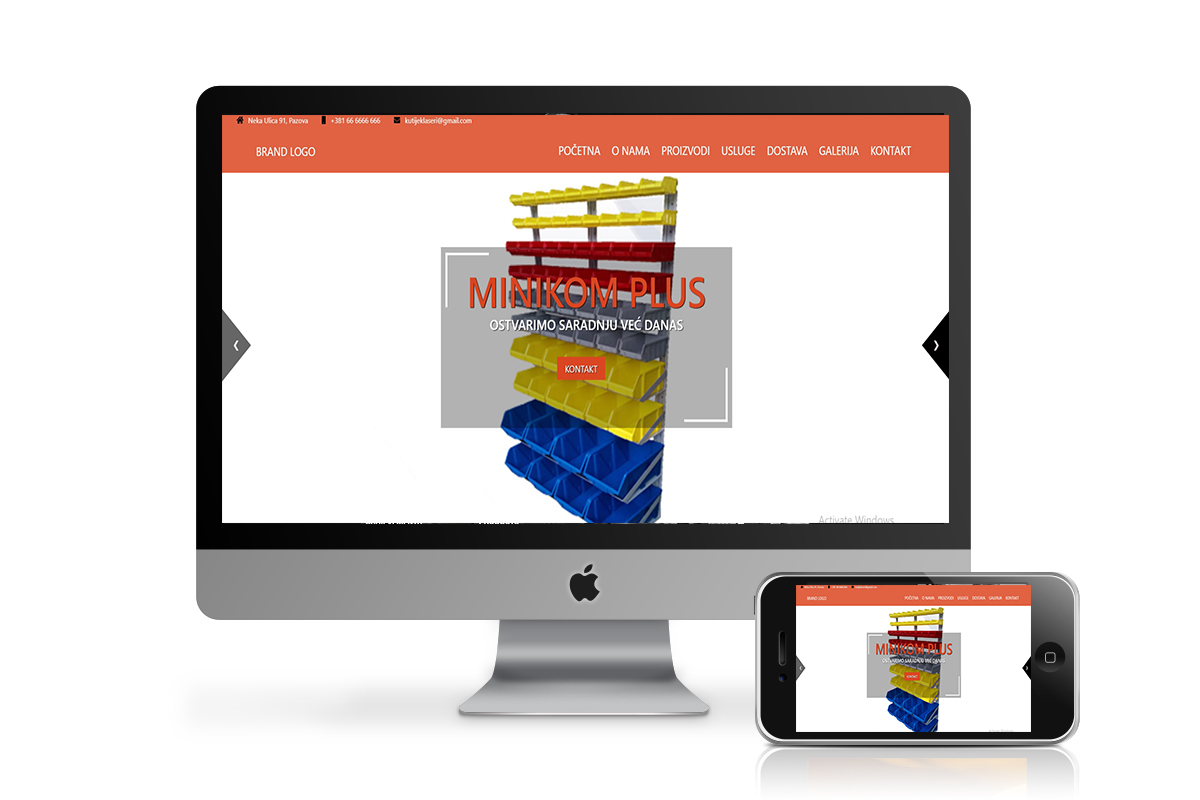 Neka Ulica 91, Pazova +381 66 6666 666 kutijeklaseri@gmail.com
BRAND LOGO
POČETNA O NAMA PROIZVODI USLUGE DOSTAVA GALERIJA KONTAKT
MINIKOM PLUS
OSTVARIMO SARADNJU VEĆ DANAS
KONTAKT
Activate Windows
BRAND LOGO
POČETNA O NAMA PROIZVODI USLUGE DOSTAVA GALERIJA KONTAKT
MINIKOM PLUS
OSTVARIMO SARADNJU VEĆ DANAS
KONTAKT